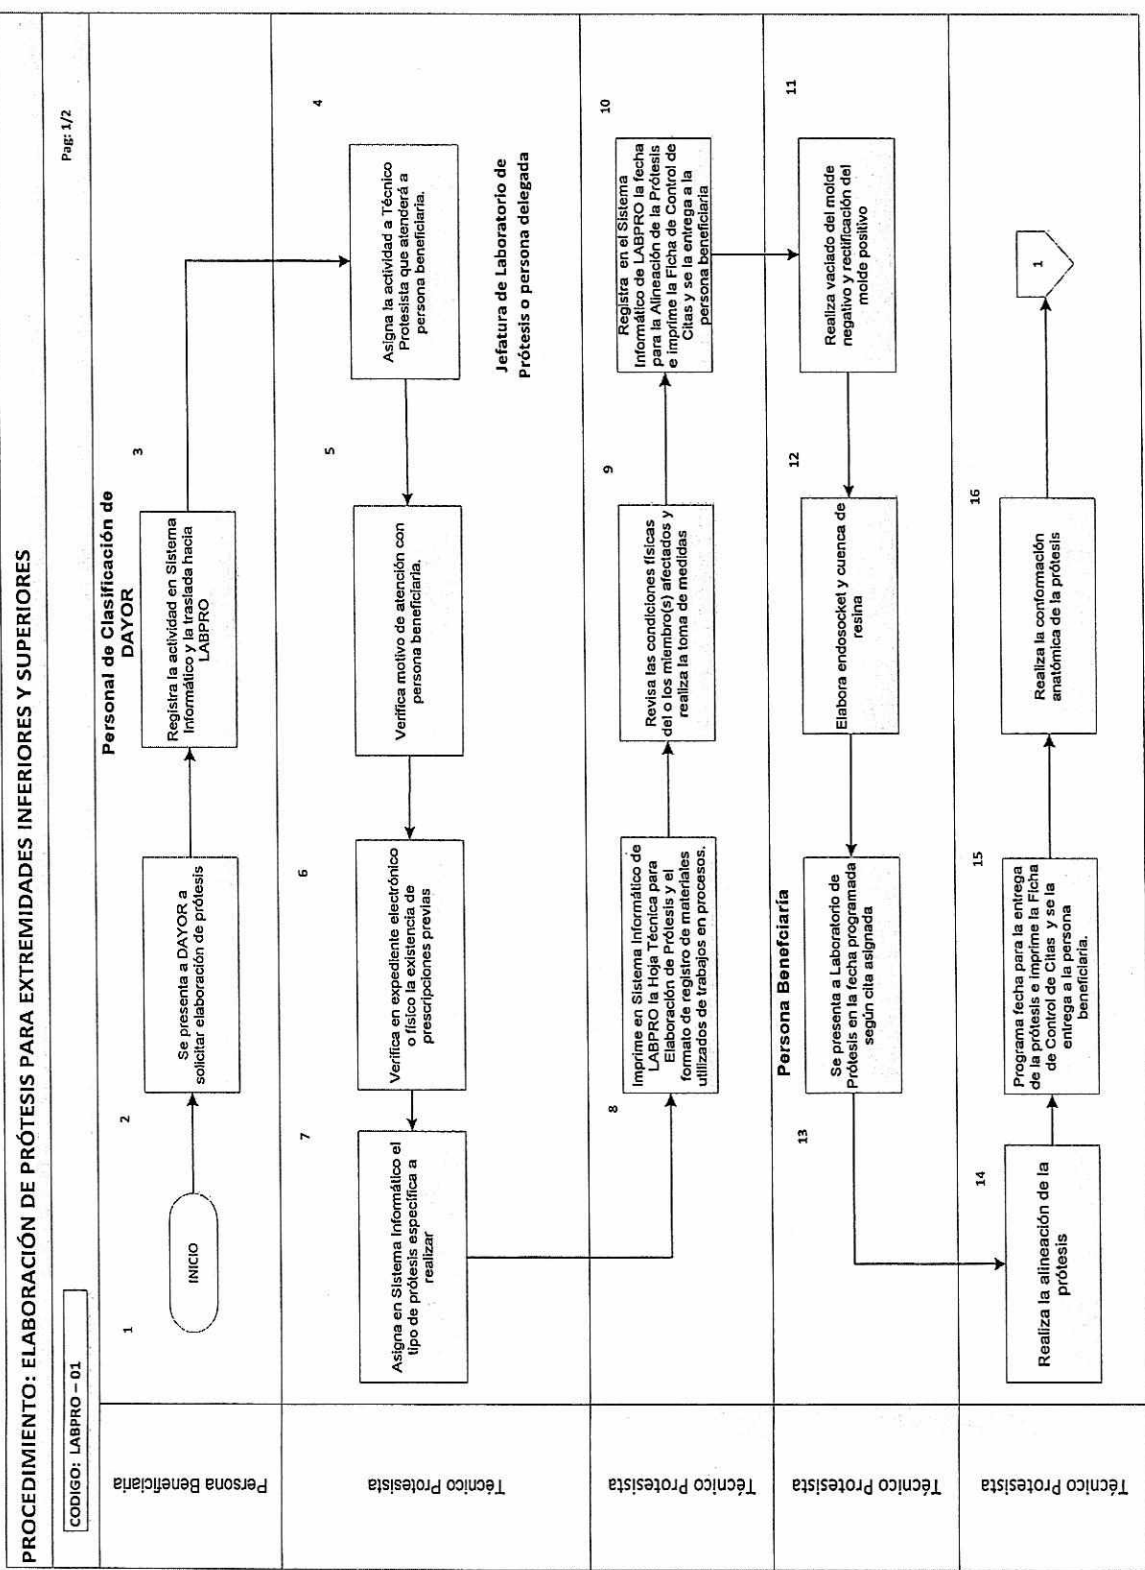 PROCEDIMIENTO: ELABORACIÓN DE PRÓTESIS PARA EXTREMIDADES INFERIORES Y SUPERIORES
CODIGO: LABPRO – 01
Pag: 1/2
Persona Beneficiaria
1
INICIO
2
Se presenta a DAYOR a
solicitar elaboración de prótesis
Personal de Clasificación de
DAYOR
3
Registra la actividad en Sistema
Informático y la traslada hacia
LABPRO
Técnico Protesista
4
Asigna la actividad a Técnico
Protesista que atenderá a
persona beneficiaria.
Jefatura de Laboratorio de
Prótesis o persona delegada
5
Verifica motivo de atención con
persona beneficiaria.
6
Verifica en expediente electrónico
o físico la existencia de
prescripciones previas
7
Asigna en Sistema Informático el
tipo de prótesis específica a
realizar
Técnico Protesista
8
Imprime en Sistema Informático de
LABPRO la Hoja Técnica para
Elaboración de Prótesis y el
formato de registro de materiales
utilizados de trabajos en procesos.
9
Revisa las condiciones físicas
del o los miembro(s) afectados y
realiza la toma de medidas
10
Registra en el Sistema
Informático de LABPRO la fecha
para la Alineación de la Prótesis
e imprime la Ficha de Control de
Citas y se la entrega a la
persona beneficiaria
Técnico Protesista
11
Realiza vaciado del molde
negativo y rectificación del
molde positivo
12
Elabora endosocket y cuenca de
resina
Persona Benefciaría
13
Se presenta a Laboratorio de
Prótesis en la fecha programada
según cita asignada
Técnico Protesista
14
Realiza la alineación de la
prótesis
15
Programa fecha para la entrega
de la prótesis e imprime la Ficha
de Control de Citas y se la
entrega a la persona
beneficiaria.
16
Realiza la conformación
anatómica de la prótesis
1